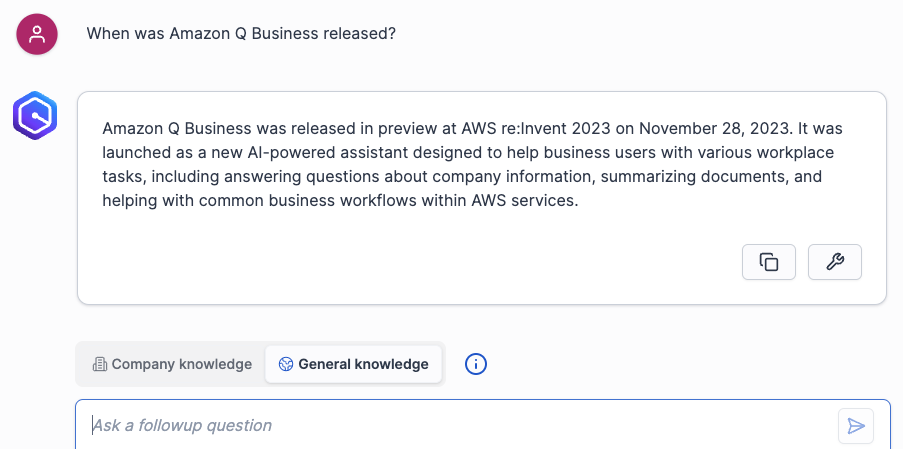 When was Amazon Q Business released?
Amazon Q Business was released in preview at AWS re:Invent 2023 on November 28, 2023. It was
launched as a new AI-powered assistant designed to help business users with various workplace
tasks, including answering questions about company information, summarizing documents, and
helping with common business workflows within AWS services.
Company knowledge General knowledge
Ask a followup question